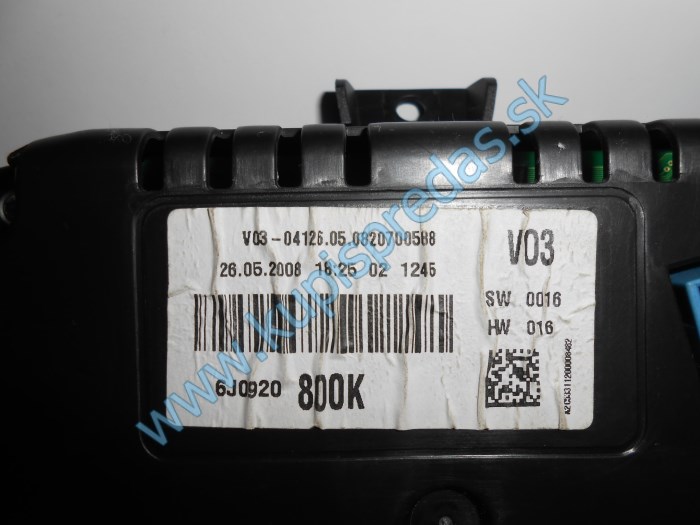 V03-04126.05.0820700588
V03
26.05.2008 16:25 02 1245
SW 0016
HW 016
6J0920 800K
www.kupispredas.sk